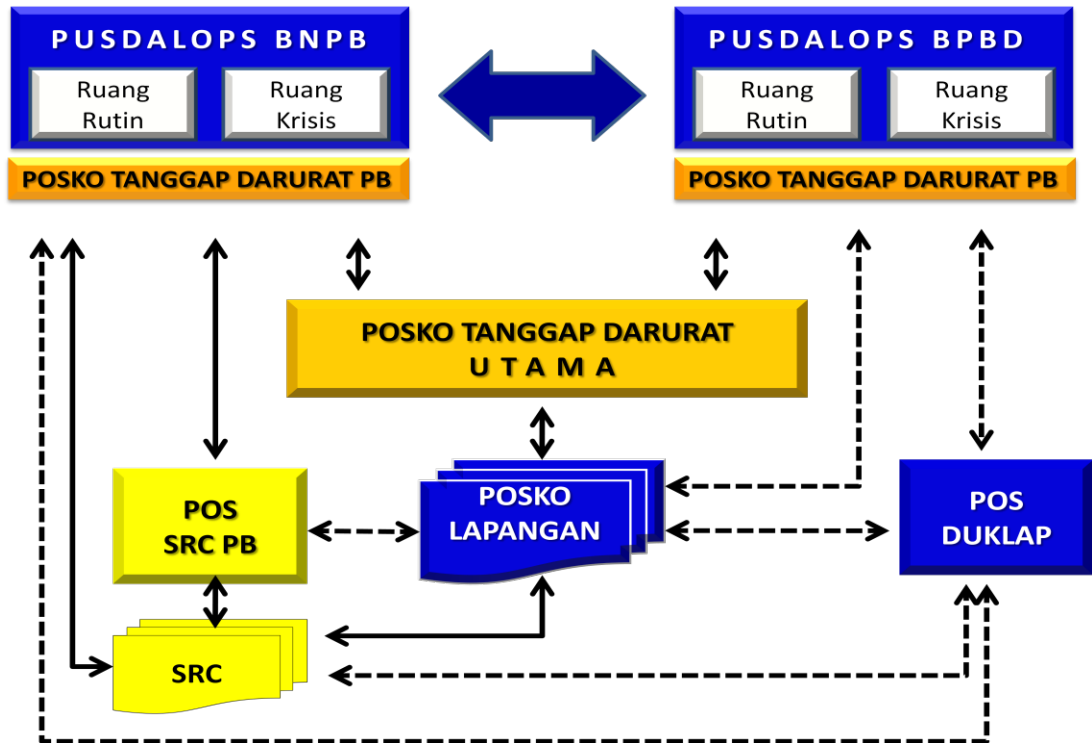 PUSDALOPS BNPB
Ruang
Rutin
Ruang
Krisis
POSKO TANGGAP DARURAT PB
PUSDALOPS BPBD
Ruang
Rutin
Ruang
Krisis
POSKO TANGGAP DARURAT PB
POSKO TANGGAP DARURAT
UTAMA
POS
SRC PB
POSKO
LAPANGAN
POS
DUKLAP
SRC